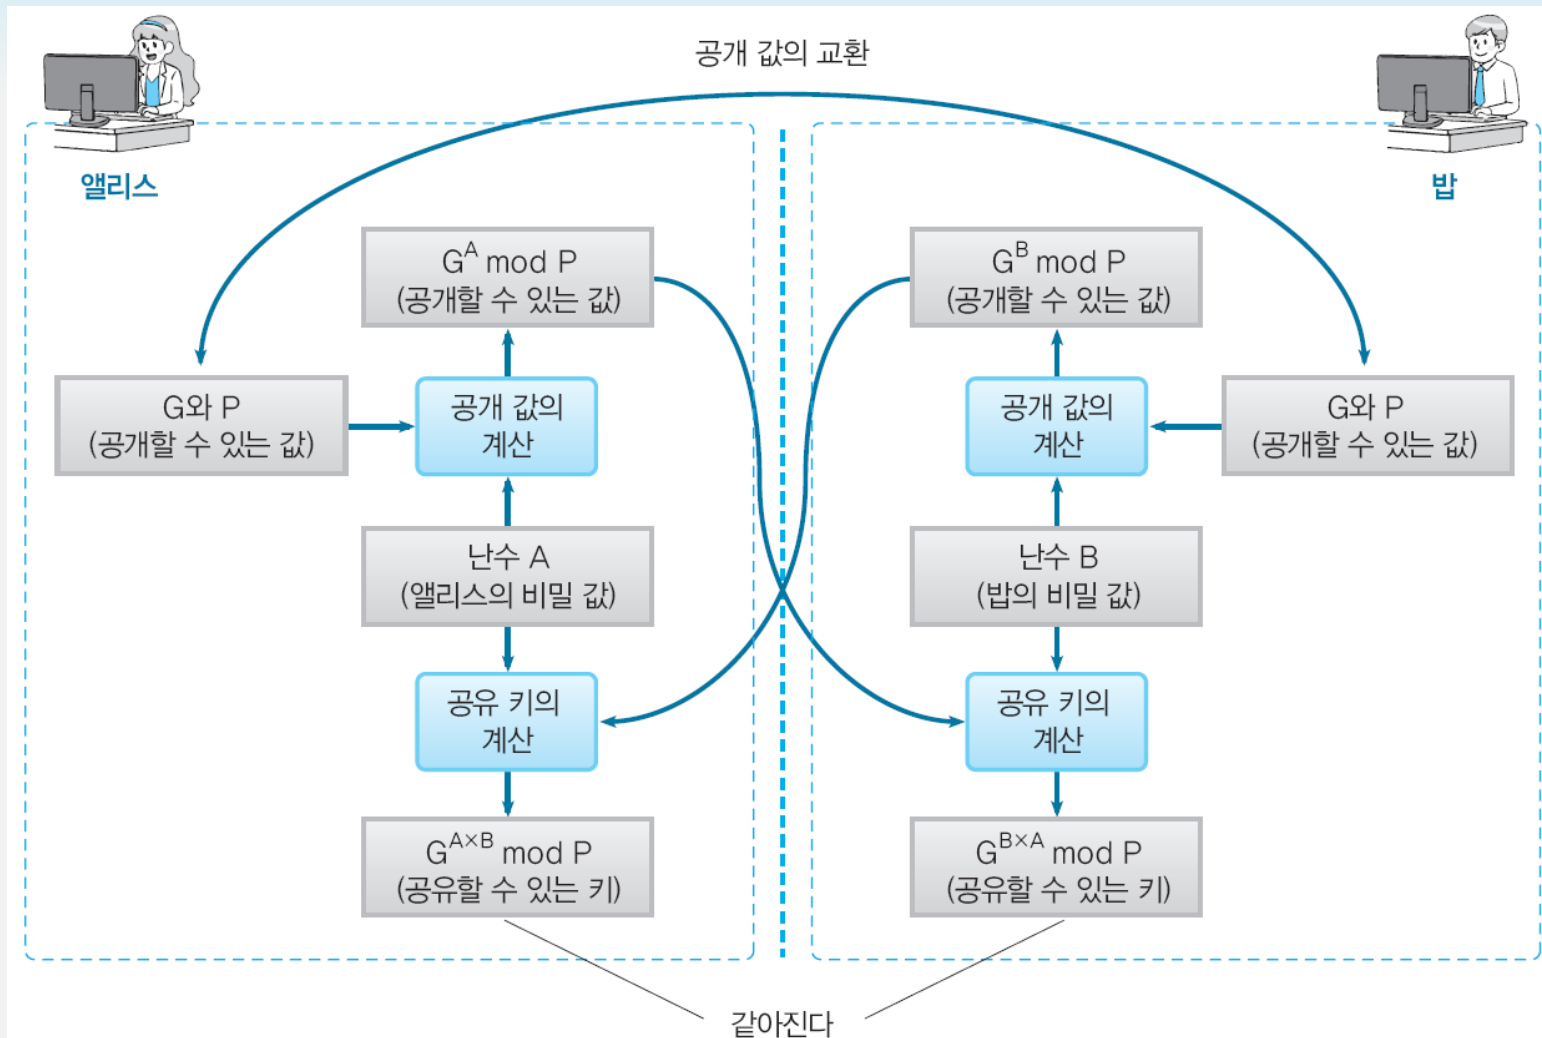 공개 값의 교환
앨리스
밥
G^A mod P
(공개할 수 있는 값)
G^B mod P
(공개할 수 있는 값)
G와 P
(공개할 수 있는 값)
공개 값의
계산
공개 값의
계산
G와 P
(공개할 수 있는 값)
난수 A
(앨리스의 비밀 값)
난수 B
(밥의 비밀 값)
공유 키의
계산
공유 키의
계산
G^A×B mod P
(공유할 수 있는 키)
G^B×A mod P
(공유할 수 있는 키)
같아진다